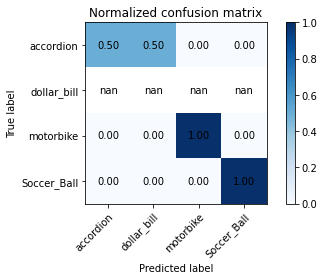 Normalized confusion matrix
True label
accordion 0.50 0.50 0.00 0.00
dollar_bill nan nan nan nan
motorbike 0.00 0.00 1.00 0.00
Soccer_Ball 0.00 0.00 0.00 1.00
accordion dollar_bill motorbike Soccer_Ball
Predicted label
1.0
0.8
0.6
0.4
0.2
0.0